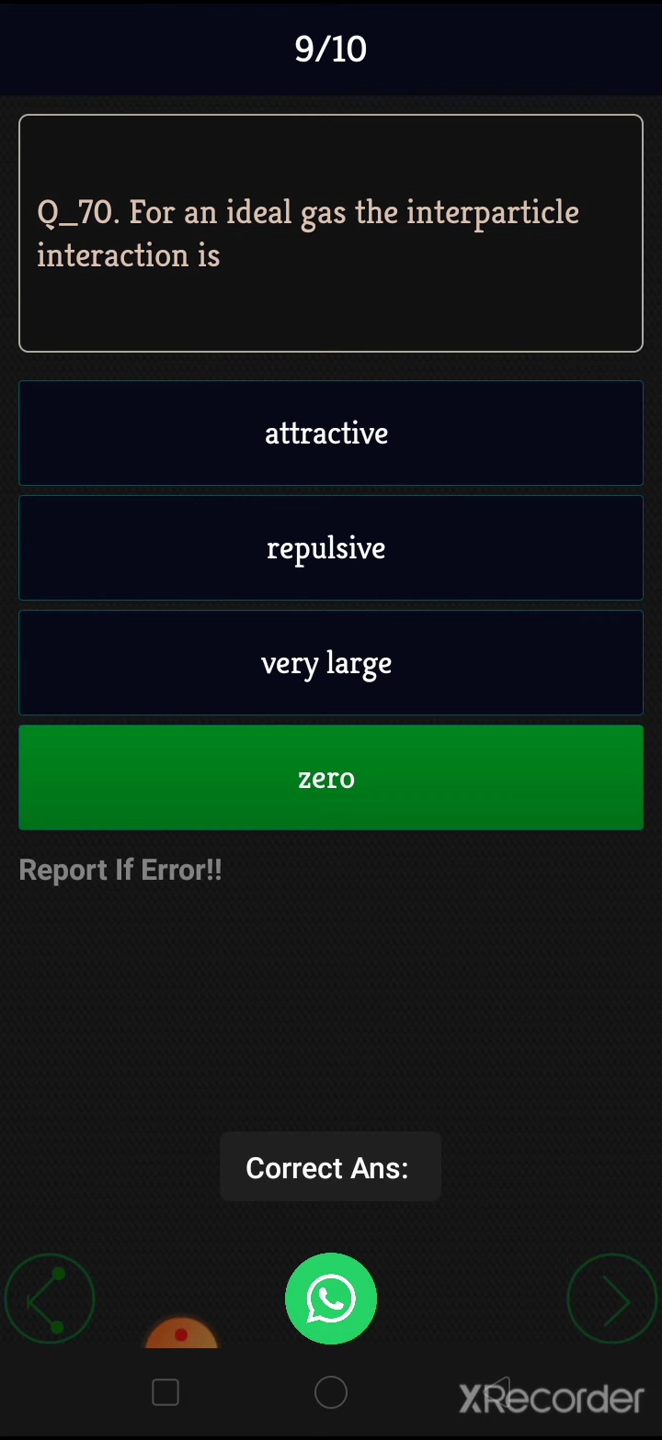 9/10
Q_70. For an ideal gas the interparticle
interaction is
attractive
repulsive
very large
zero
Report If Error!!
Correct Ans:
XRecorder